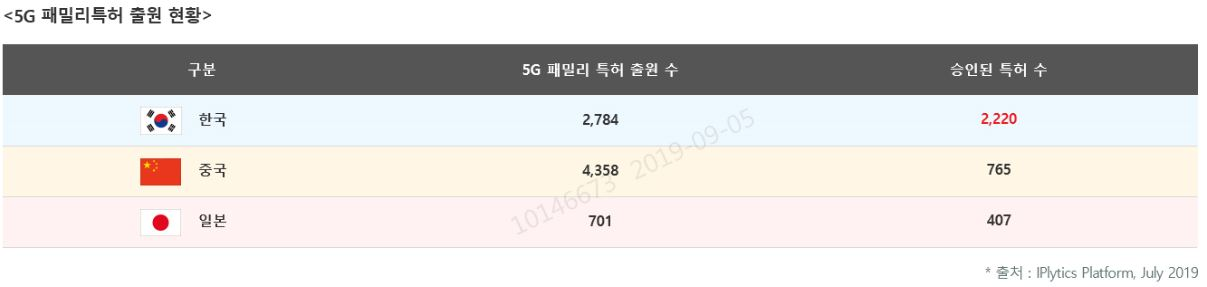 <5G 패밀리특허 출원 현황>
구분 5G 패밀리 특허 출원 수 승인된 특허 수
한국 2,784 2,220
중국 4,358 765
일본 701 407
10146673 2019-09-05
* 출처 : IPlytics Platform, July 2019